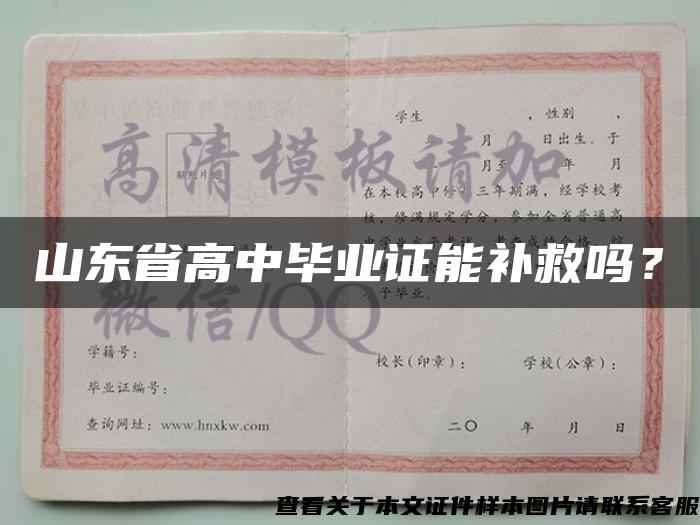 学生 ，性别 ，
月 日出生。于
高清模板请加
贴照片处
月至 年 月
在本校高中修业三年期满，经学校考
核，修满规定学分，参加全省普通高
山东省高中毕业证能补救吗？
准予毕业。
微信/QQ
学籍号：
校长(印章)： 学校(公章)：
毕业证编号：
查询网址：www.hnxkw.com
二〇 年 月 日
查看关于本文证件样本图片请联系客服